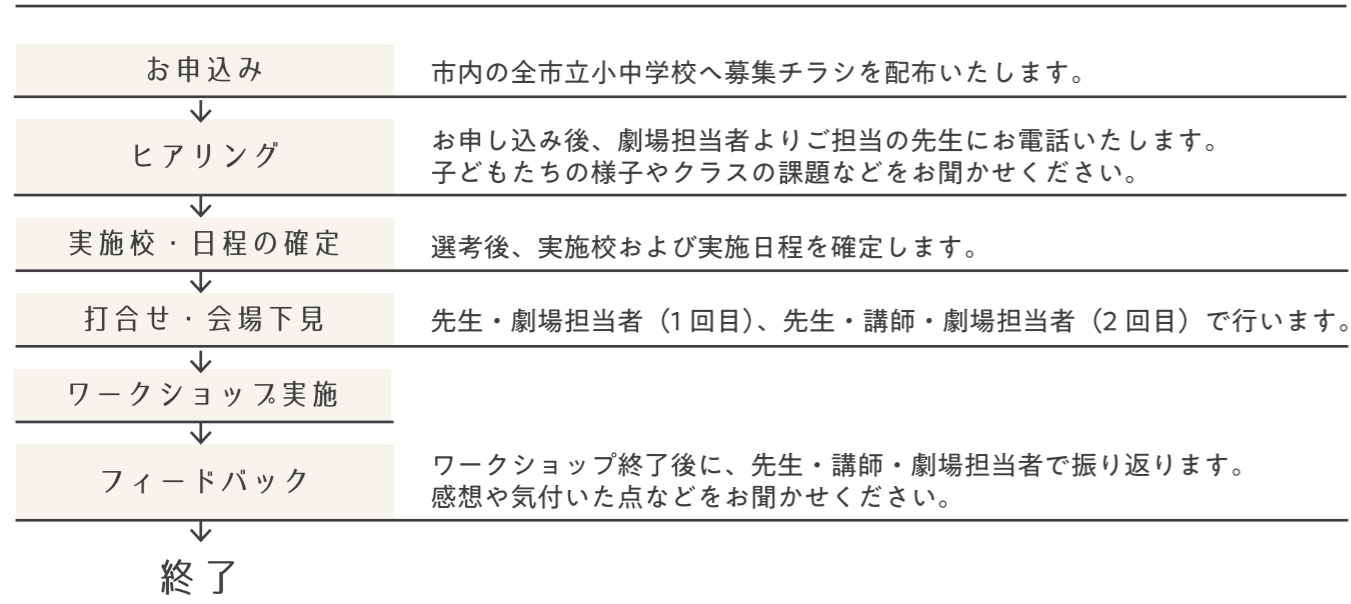 お申込み
市内の全市立小中学校へ募集チラシを配布いたします。
↓
ヒアリング
お申し込み後、劇場担当者よりご担当の先生にお電話いたします。
子どもたちの様子やクラスの課題などをお聞かせください。
↓
実施校・日程の確定
選考後、実施校および実施日程を確定します。
↓
打合せ・会場下見
先生・劇場担当者（1回目）、先生・講師・劇場担当者（2回目）で行います。
↓
ワークショップ実施
↓
フィードバック
ワークショップ終了後に、先生・講師・劇場担当者で振り返ります。
感想や気付いた点などをお聞かせください。
↓
終了